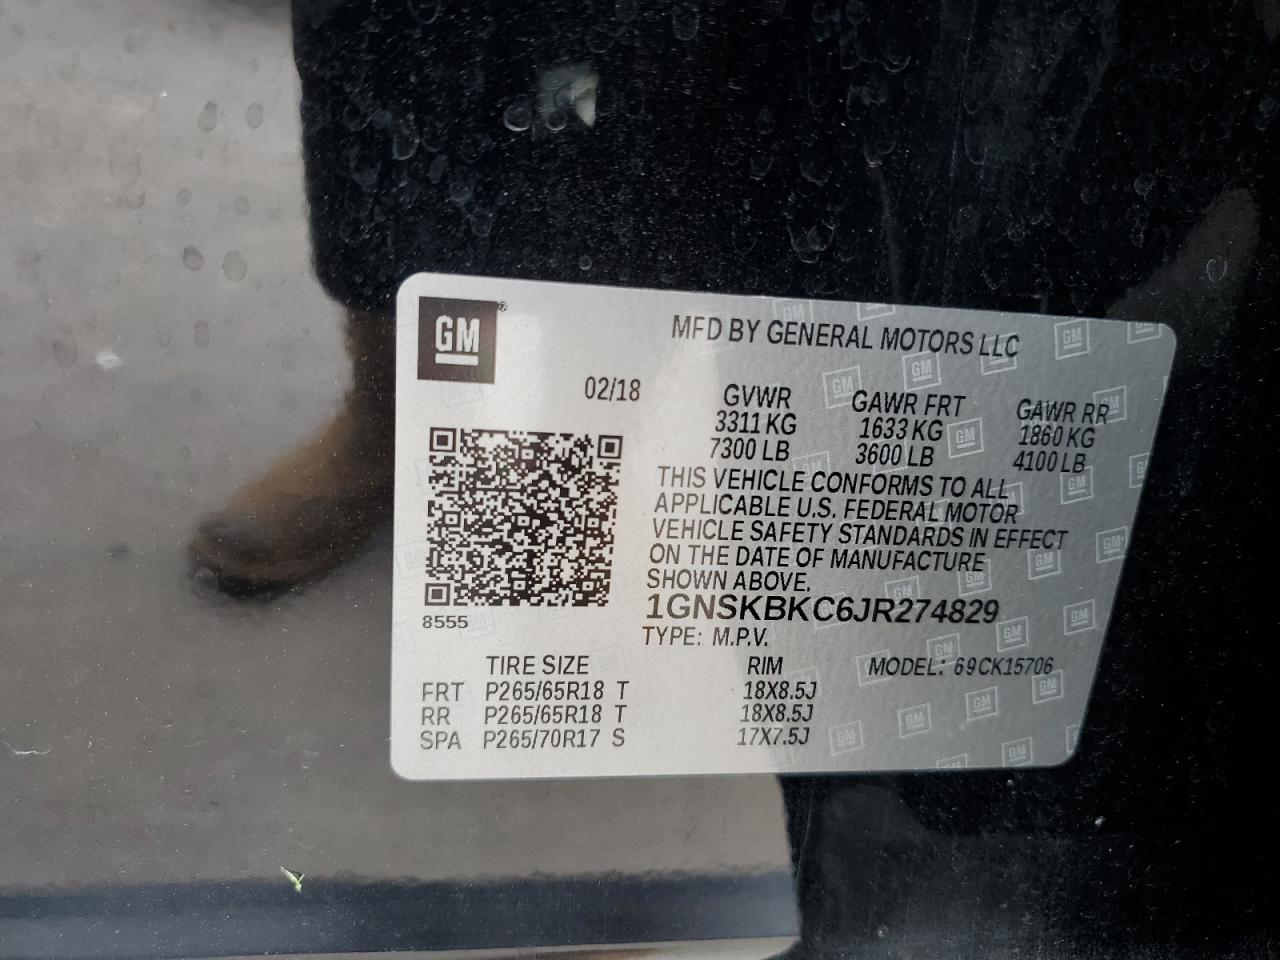 GM
MFD BY GENERAL MOTORS LLC
02/18
GVWR GAWR FRT GAWR RR
3311 KG 1633 KG 1860 KG
7300 LB 3600 LB 4100 LB
THIS VEHICLE CONFORMS TO ALL
APPLICABLE U.S. FEDERAL MOTOR
VEHICLE SAFETY STANDARDS IN EFFECT
ON THE DATE OF MANUFACTURE
SHOWN ABOVE.
1GNSKBKC6JR274829
8555
TYPE: M.P.V.
TIRE SIZE RIM MODEL: 69CK15706
FRT P265/65R18 T 18X8.5J
RR P265/65R18 T 18X8.5J
SPA P265/70R17 S 17X7.5J